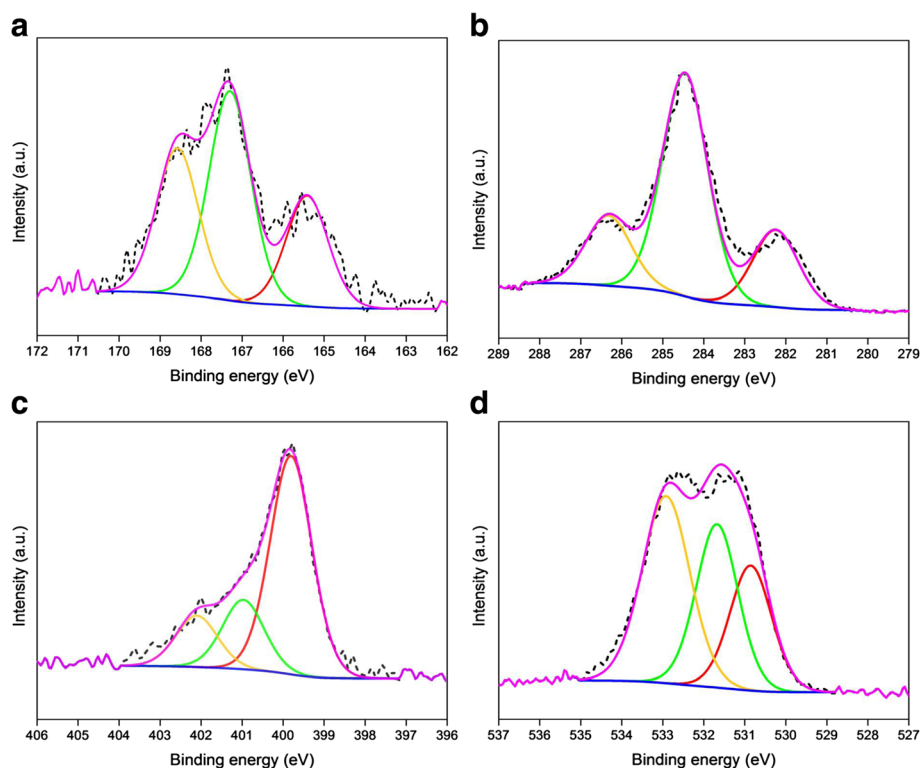 a
Intensity (a.u.)
172 171 170 169 168 167 166 165 164 163 162
Binding energy (eV)
b
Intensity (a.u.)
289 288 287 286 285 284 283 282 281 280 279
Binding energy (eV)
c
Intensity (a.u.)
406 405 404 403 402 401 400 399 398 397 396
Binding energy (eV)
d
Intensity (a.u.)
537 536 535 534 533 532 531 530 529 528 527
Binding energy (eV)